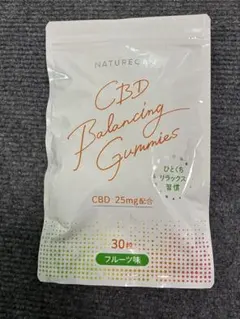 NATURECAN
CBD
Balancing
Gummies
ひとくち
リラックス
習慣
CBD 25mg配合
30粒
フルーツ味